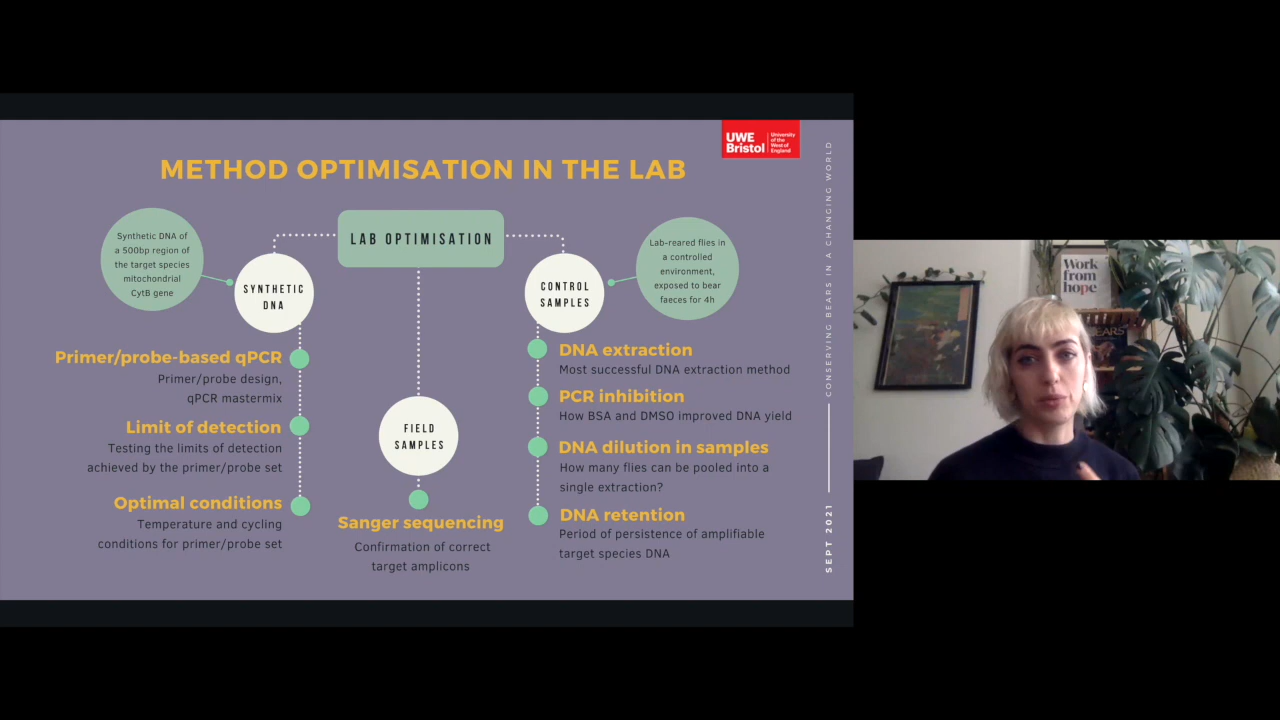 UWE
Bristol
University
of the
West of
England
METHOD OPTIMISATION IN THE LAB
LAB OPTIMISATION
Synthetic DNA of
a 500bp region of
the target species
mitochondrial
CytB gene
SYNTHETIC
DNA
Primer/probe-based qPCR
Primer/probe design,
qPCR mastermix
Limit of detection
Testing the limits of detection
achieved by the primer/probe set
Optimal conditions
Temperature and cycling
conditions for primer/probe set
FIELD
SAMPLES
Sanger sequencing
Confirmation of correct
target amplicons
Lab-reared flies in
a controlled
environment,
exposed to bear
faeces for 4h
CONTROL
SAMPLES
DNA extraction
Most successful DNA extraction method
PCR inhibition
How BSA and DMSO improved DNA yield
DNA dilution in samples
How many flies can be pooled into a
single extraction?
DNA retention
Period of persistence of amplifiable
target species DNA
CONSERVING BEARS IN A CHANGING WORLD
SEPT 2021
Work
from
hope